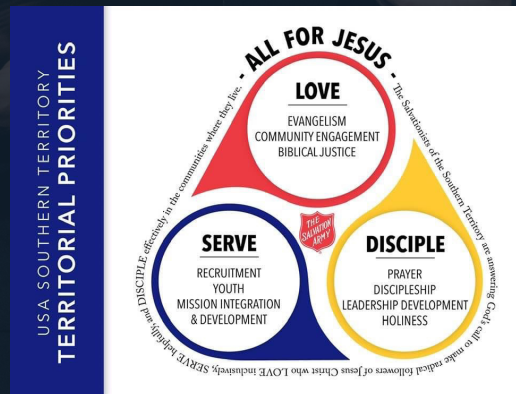 USA SOUTHERN TERRITORY
TERRITORIAL PRIORITIES
- ALL FOR JESUS -
The Salvationists of the Southern Territory are answering God's call to make radical followers of Jesus Christ who LOVE inclusively, SERVE helpfully, and DISCIPLE effectively in the communities where they live.
LOVE
EVANGELISM
COMMUNITY ENGAGEMENT
BIBLICAL JUSTICE
THE
SALVATION
ARMY
SERVE
RECRUITMENT
YOUTH
MISSION INTEGRATION
& DEVELOPMENT
DISCIPLE
PRAYER
DISCIPLESHIP
LEADERSHIP DEVELOPMENT
HOLINESS